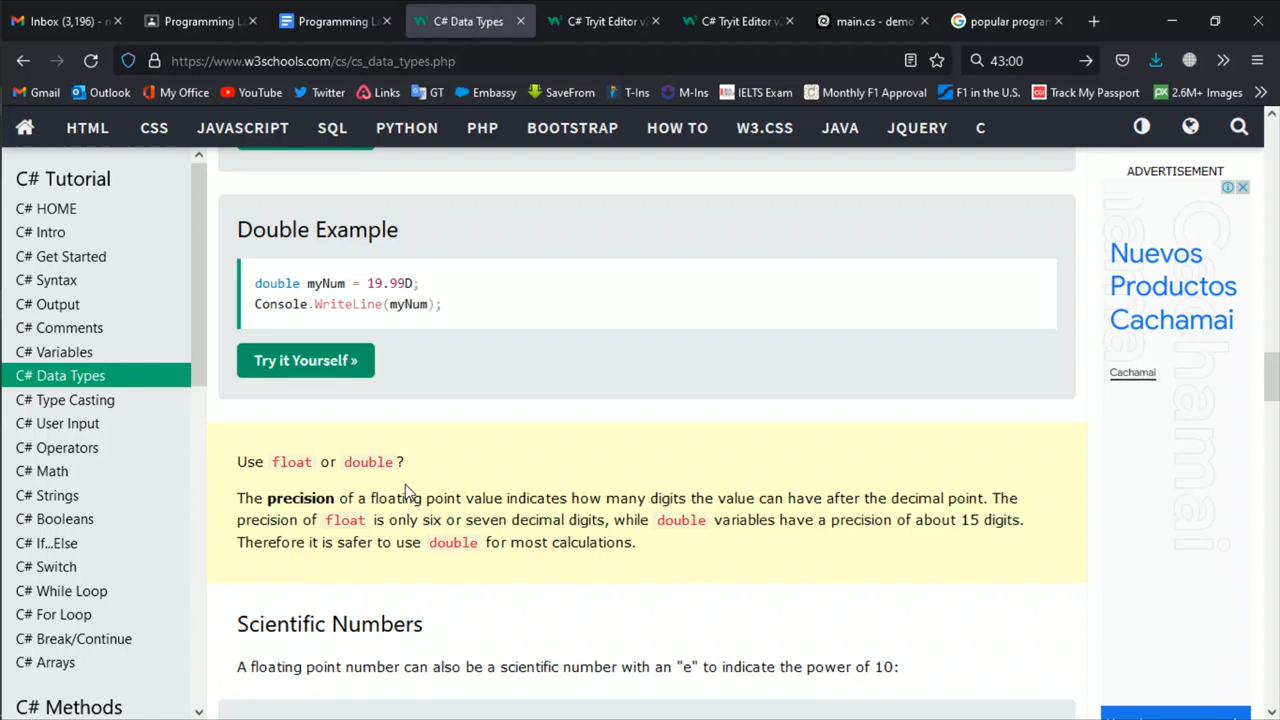 Inbox (3,196) - n
Programming La
Programming La
C# Data Types
C# Tryit Editor v
C# Tryit Editor v
main.cs - demo
popular program
https://www.w3schools.com/cs/cs_data_types.php
43:00
Gmail
Outlook
My Office
YouTube
Twitter
Links
GT
Embassy
SaveFrom
T-Ins
M-Ins
IELTS Exam
Monthly F1 Approval
F1 in the U.S.
Track My Passport
2.6M+ Images
HTML
CSS
JAVASCRIPT
SQL
PYTHON
PHP
BOOTSTRAP
HOW TO
W3.CSS
JAVA
JQUERY
C
C# Tutorial
C# HOME
C# Intro
C# Get Started
C# Syntax
C# Output
C# Comments
C# Variables
C# Data Types
C# Type Casting
C# User Input
C# Operators
C# Math
C# Strings
C# Booleans
C# If...Else
C# Switch
C# While Loop
C# For Loop
C# Break/Continue
C# Arrays
C# Methods
Double Example
double myNum = 19.99D;
Console.WriteLine(myNum);
Try it Yourself »
Use float or double?
The precision of a floating point value indicates how many digits the value can have after the decimal point. The
precision of float is only six or seven decimal digits, while double variables have a precision of about 15 digits.
Therefore it is safer to use double for most calculations.
Scientific Numbers
A floating point number can also be a scientific number with an "e" to indicate the power of 10:
ADVERTISEMENT
Nuevos
Productos
Cachamai
Cachamai